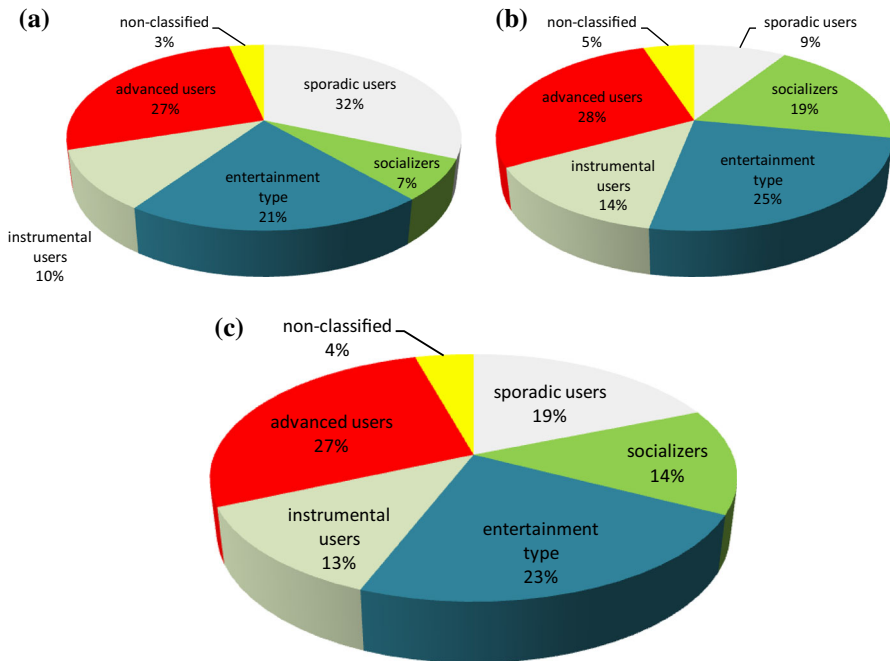 (a)
non-classified
3%
sporadic users
32%
advanced users
27%
socializers
7%
entertainment
type
21%
instrumental
users
10%
(b)
non-classified
5%
sporadic users
9%
socializers
19%
advanced users
28%
instrumental
users
14%
entertainment
type
25%
(c)
non-classified
4%
sporadic users
19%
advanced users
27%
socializers
14%
instrumental
users
13%
entertainment
type
23%